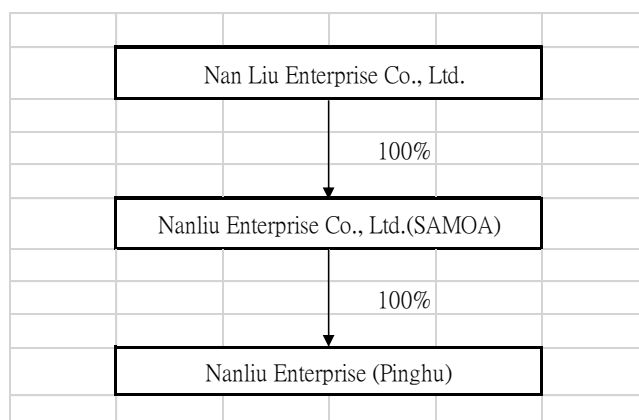 Nan Liu Enterprise Co., Ltd.
100%
Nanliu Enterprise Co., Ltd.(SAMOA)
100%
Nanliu Enterprise (Pinghu)